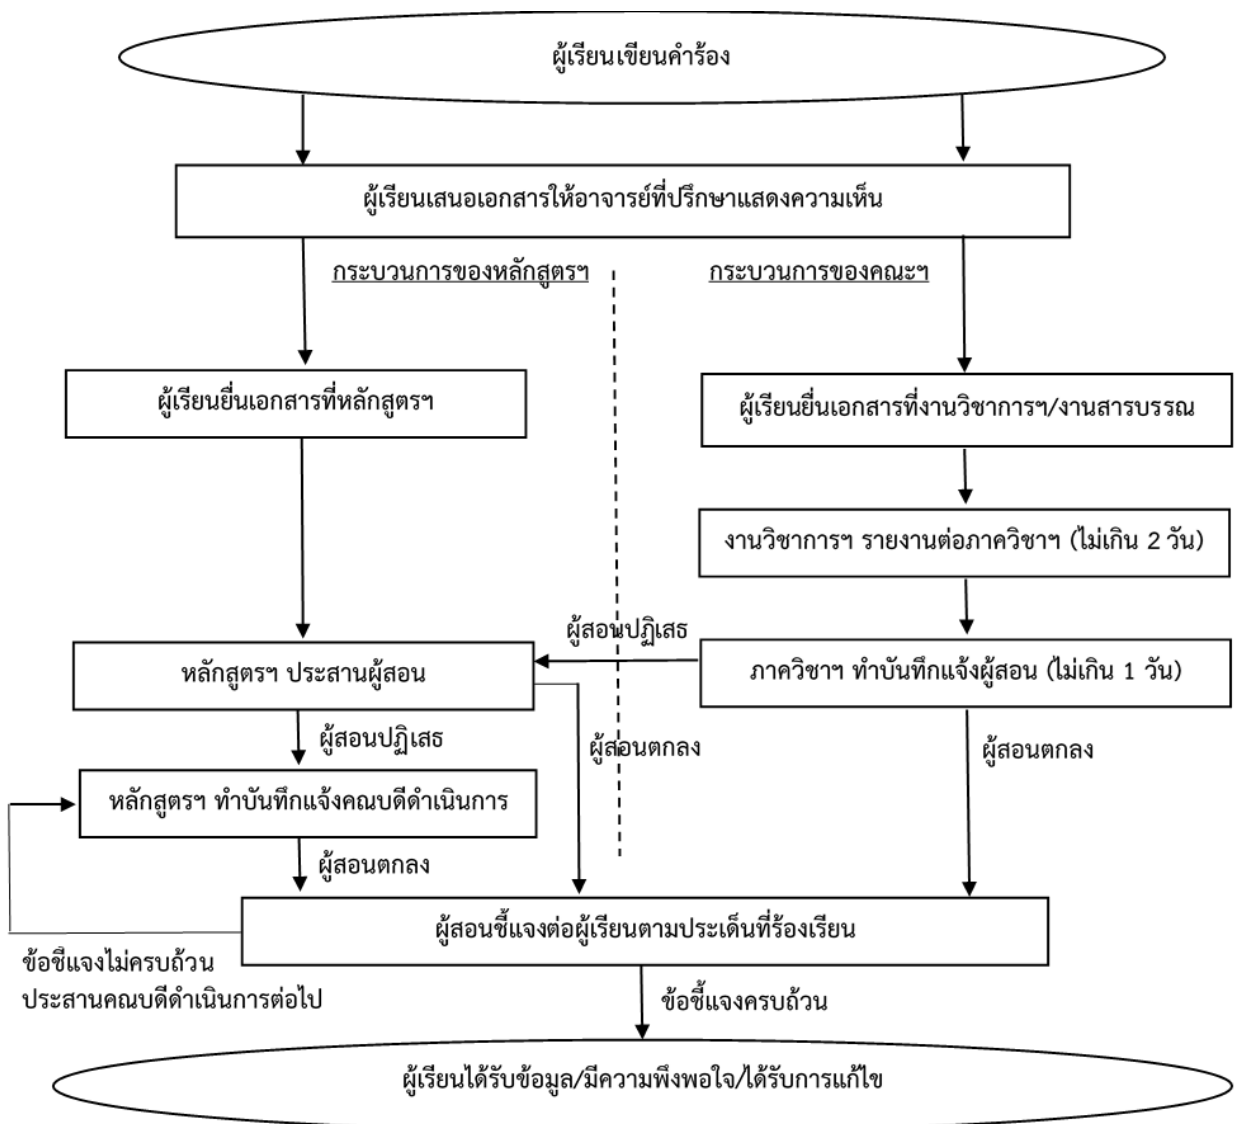 ผู้เรียนเขียนคำร้อง
ผู้เรียนเสนอเอกสารให้อาจารย์ที่ปรึกษาแสดงความเห็น
กระบวนการของหลักสูตรฯ
กระบวนการของคณะฯ
ผู้เรียนยื่นเอกสารที่หลักสูตรฯ
ผู้เรียนยื่นเอกสารที่งานวิชาการฯ/งานสารบรรณ
งานวิชาการฯ รายงานต่อภาควิชาฯ (ไม่เกิน 2 วัน)
ผู้สอนปฏิเสธ
หลักสูตรฯ ประสานผู้สอน
ภาควิชาฯ ทำบันทึกแจ้งผู้สอน (ไม่เกิน 1 วัน)
ผู้สอนปฏิเสธ
ผู้สอนตกลง
ผู้สอนตกลง
หลักสูตรฯ ทำบันทึกแจ้งคณบดีดำเนินการ
ผู้สอนตกลง
ผู้สอนชี้แจงต่อผู้เรียนตามประเด็นที่ร้องเรียน
ข้อชี้แจงไม่ครบถ้วน
ประสานคณบดีดำเนินการต่อไป
ข้อชี้แจงครบถ้วน
ผู้เรียนได้รับข้อมูล/มีความพึงพอใจ/ได้รับการแก้ไข